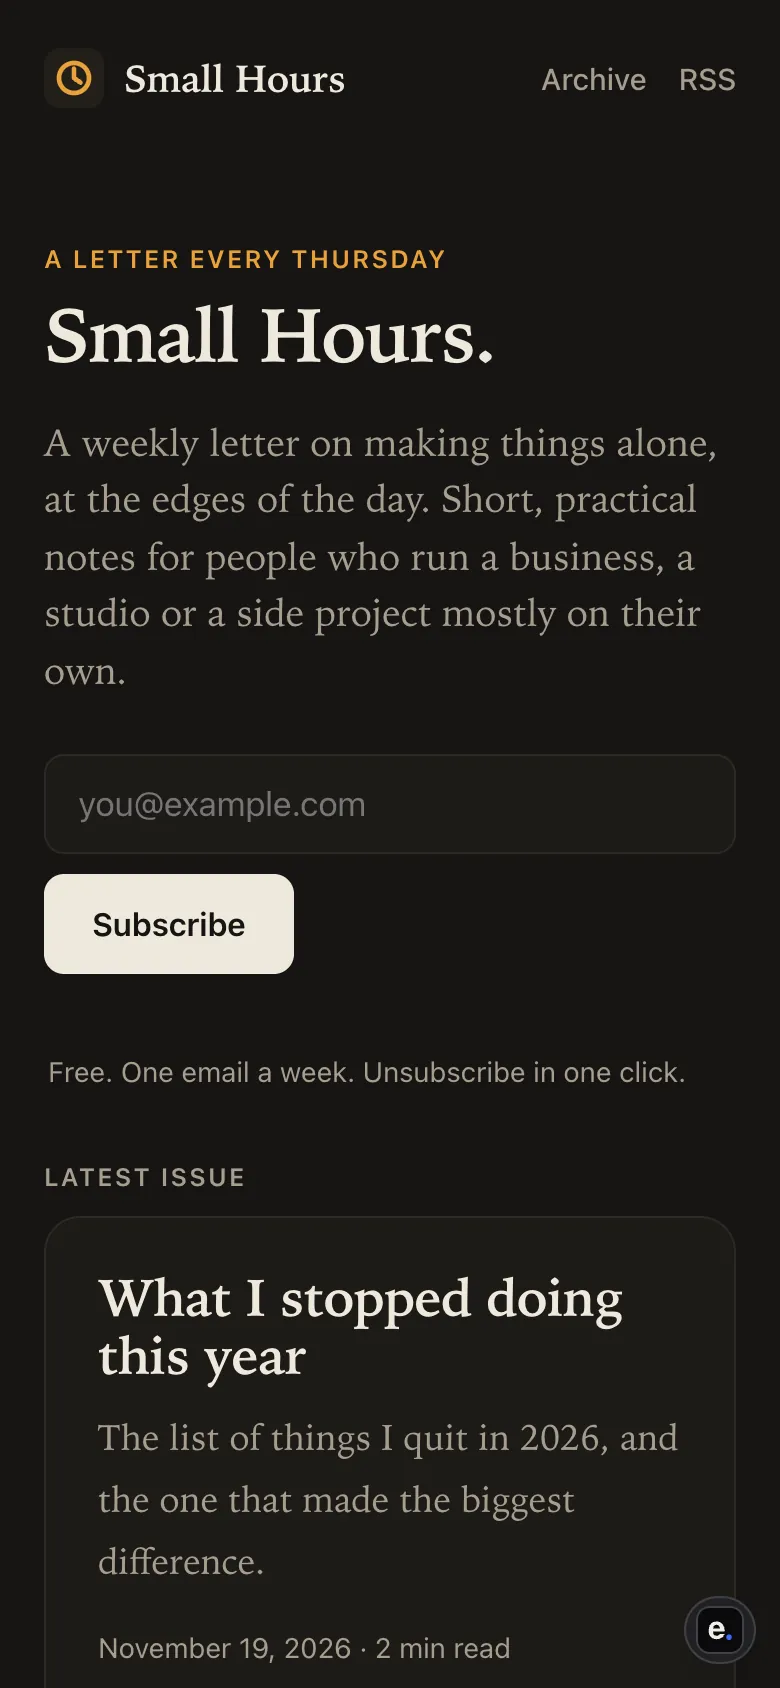 Small Hours
Archive RSS
A LETTER EVERY THURSDAY
Small Hours.
A weekly letter on making things alone,
at the edges of the day. Short, practical
notes for people who run a business, a
studio or a side project mostly on their
own.
you@example.com
Subscribe
Free. One email a week. Unsubscribe in one click.
LATEST ISSUE
What I stopped doing
this year
The list of things I quit in 2026, and
the one that made the biggest
difference.
November 19, 2026 · 2 min read
e.